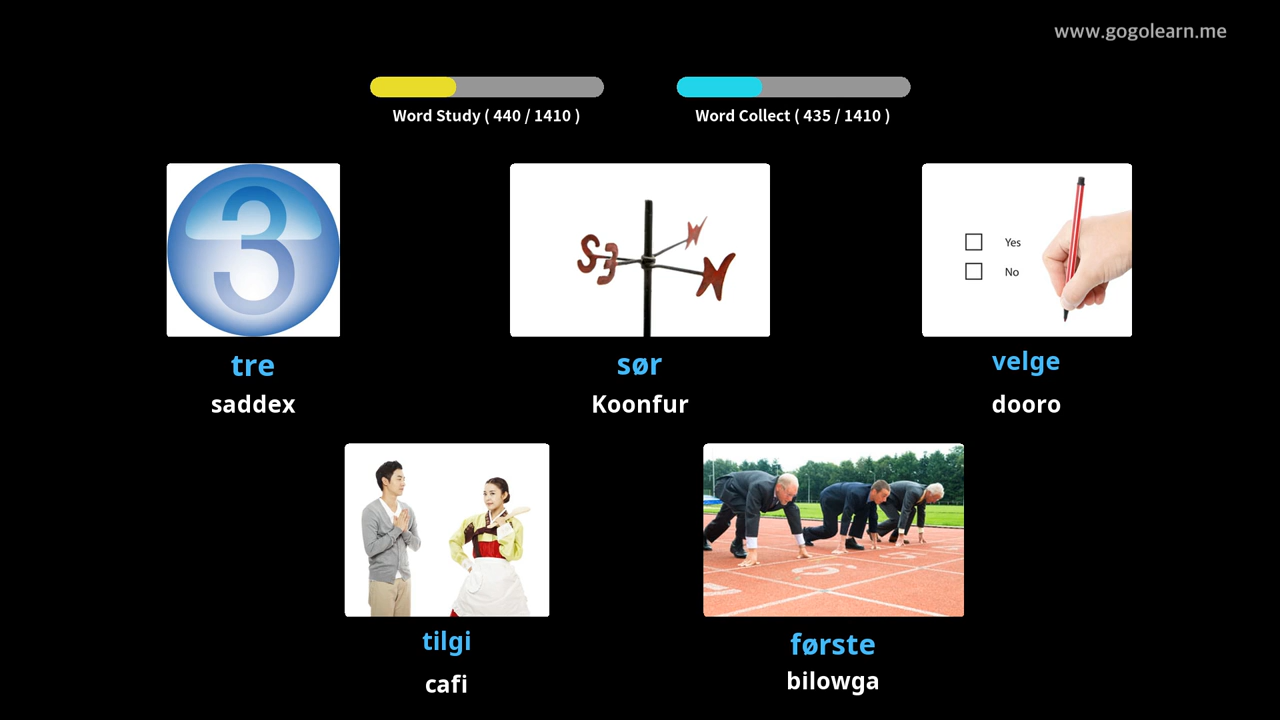 www.gogolearn.me
Word Study ( 440 / 1410 )
Word Collect ( 435 / 1410 )
3
S
E
N
W
Yes
No
tre
sør
velge
saddex
Koonfur
dooro
5
tilgi
første
cafi
bilowga